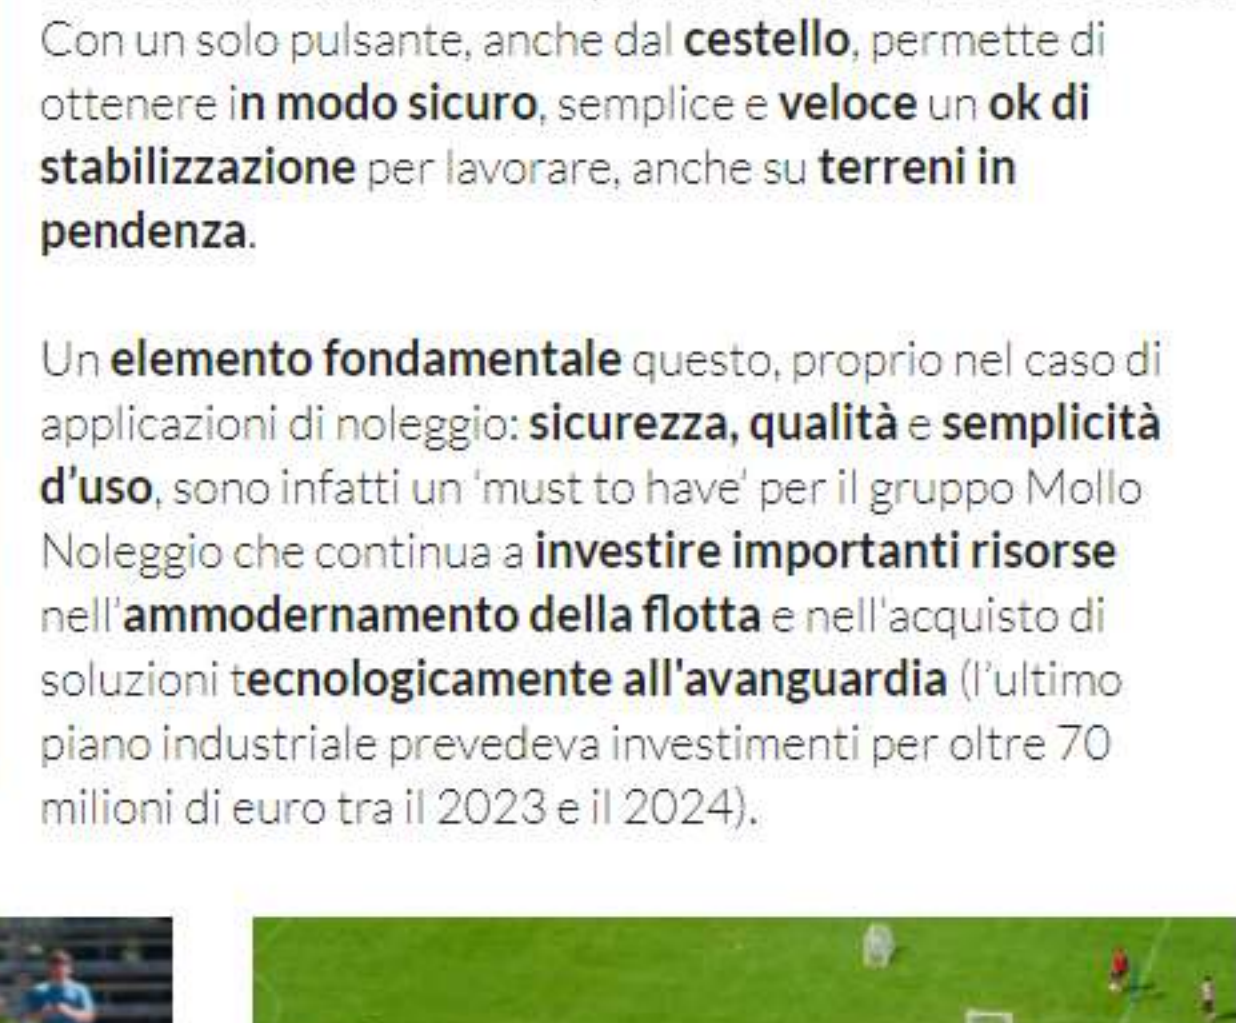 Con un solo pulsante, anche dal cestello, permette di
ottenere in modo sicuro, semplice e veloce un ok di
stabilizzazione per lavorare, anche su terreni in
pendenza.
Un elemento fondamentale questo, proprio nel caso di
applicazioni di noleggio: sicurezza, qualità e semplicità
d’uso, sono infatti un ‘must to have’ per il gruppo Mollo
Noleggio che continua a investire importanti risorse
nell’ammodernamento della flotta e nell'acquisto di
soluzioni tecnologicamente all'avanguardia (l’ultimo
piano industriale prevedeva investimenti per oltre 70
milioni di euro tra il 2023 e il 2024).